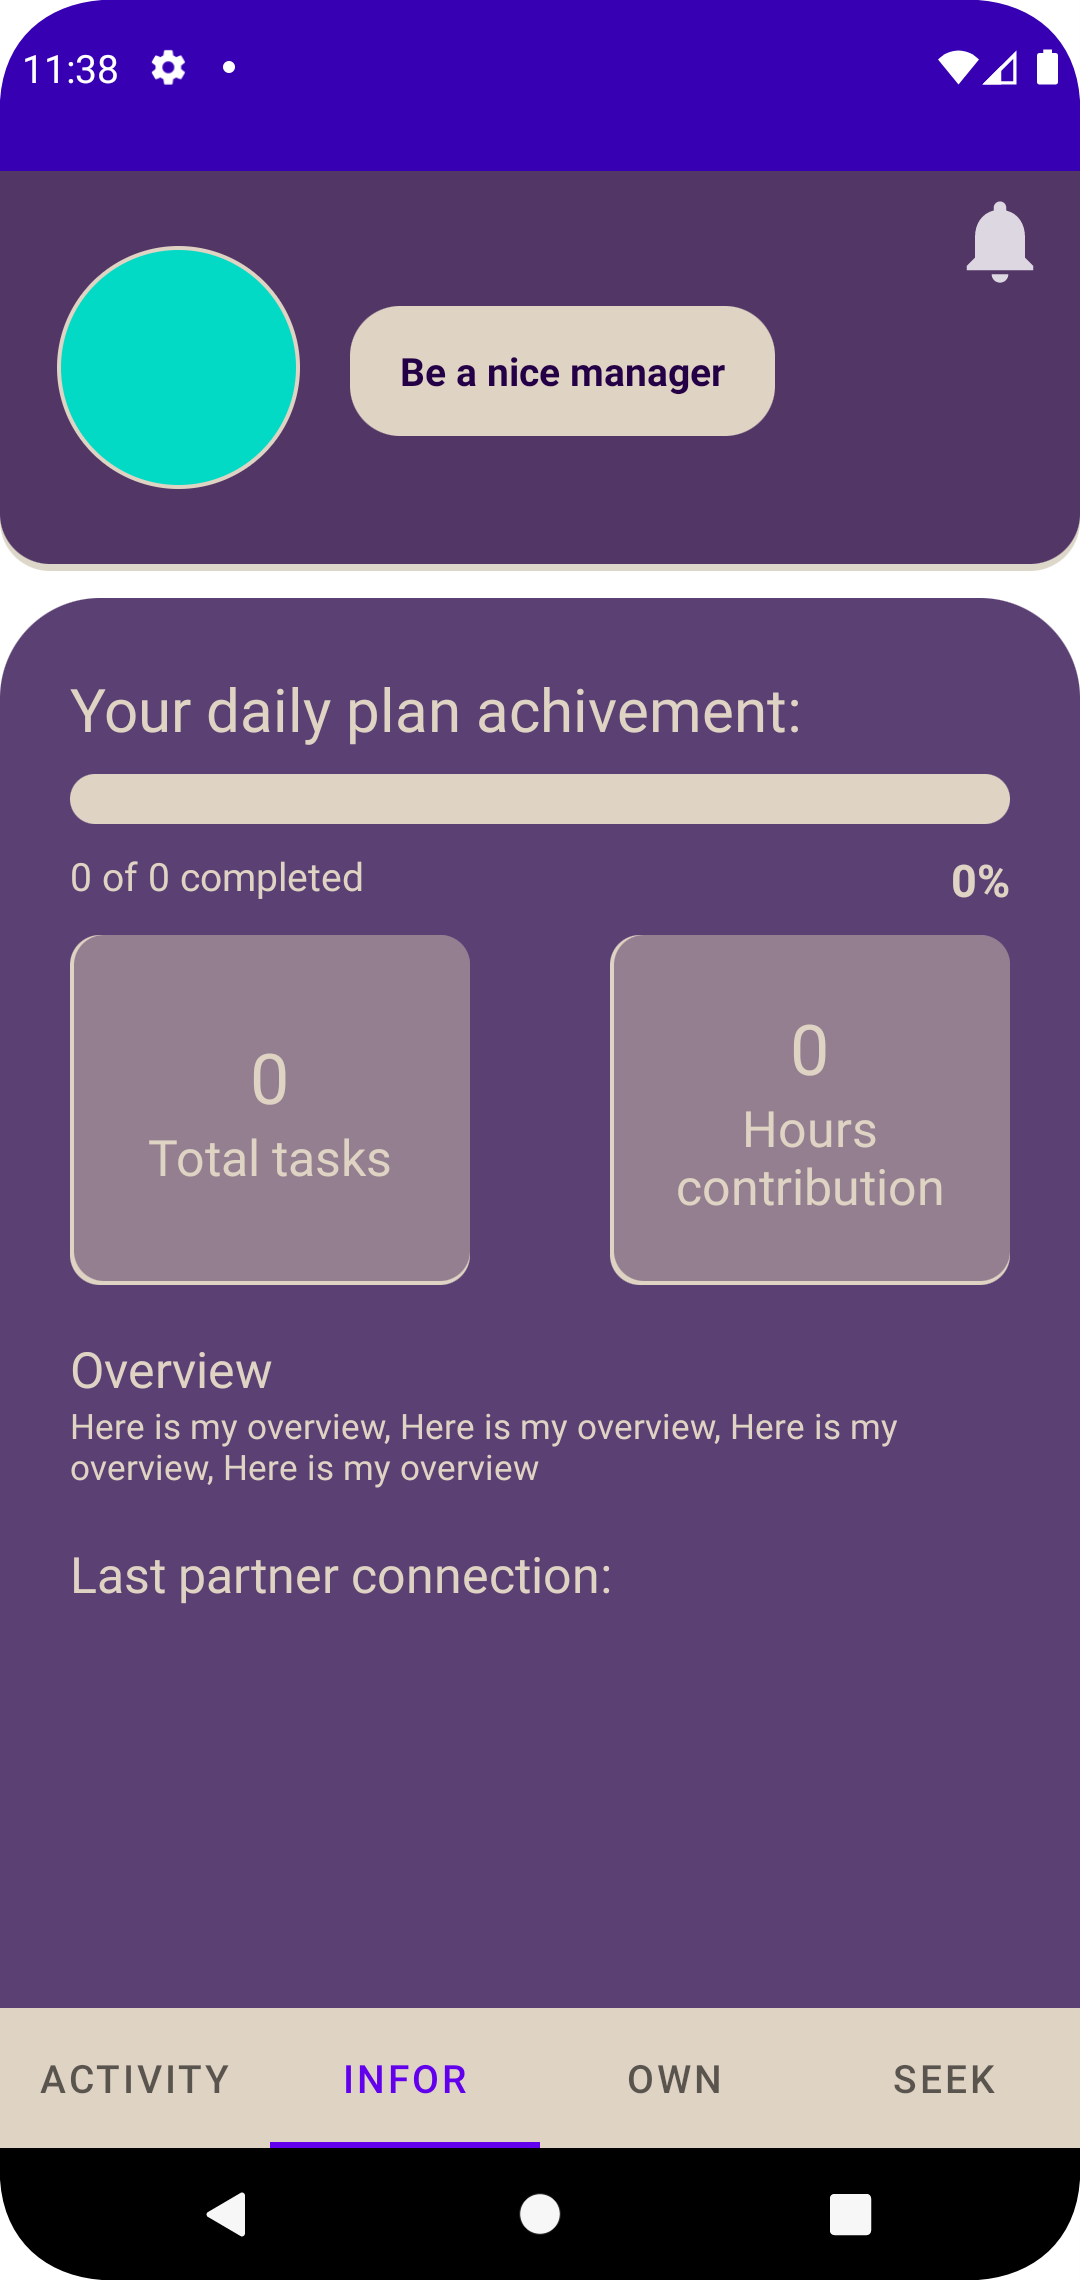 11:38
Be a nice manager
Your daily plan achivement:
0 of 0 completed
0%
0
Total tasks
0
Hours
contribution
Overview
Here is my overview, Here is my overview, Here is my
overview, Here is my overview
Last partner connection:
ACTIVITY
INFOR
OWN
SEEK